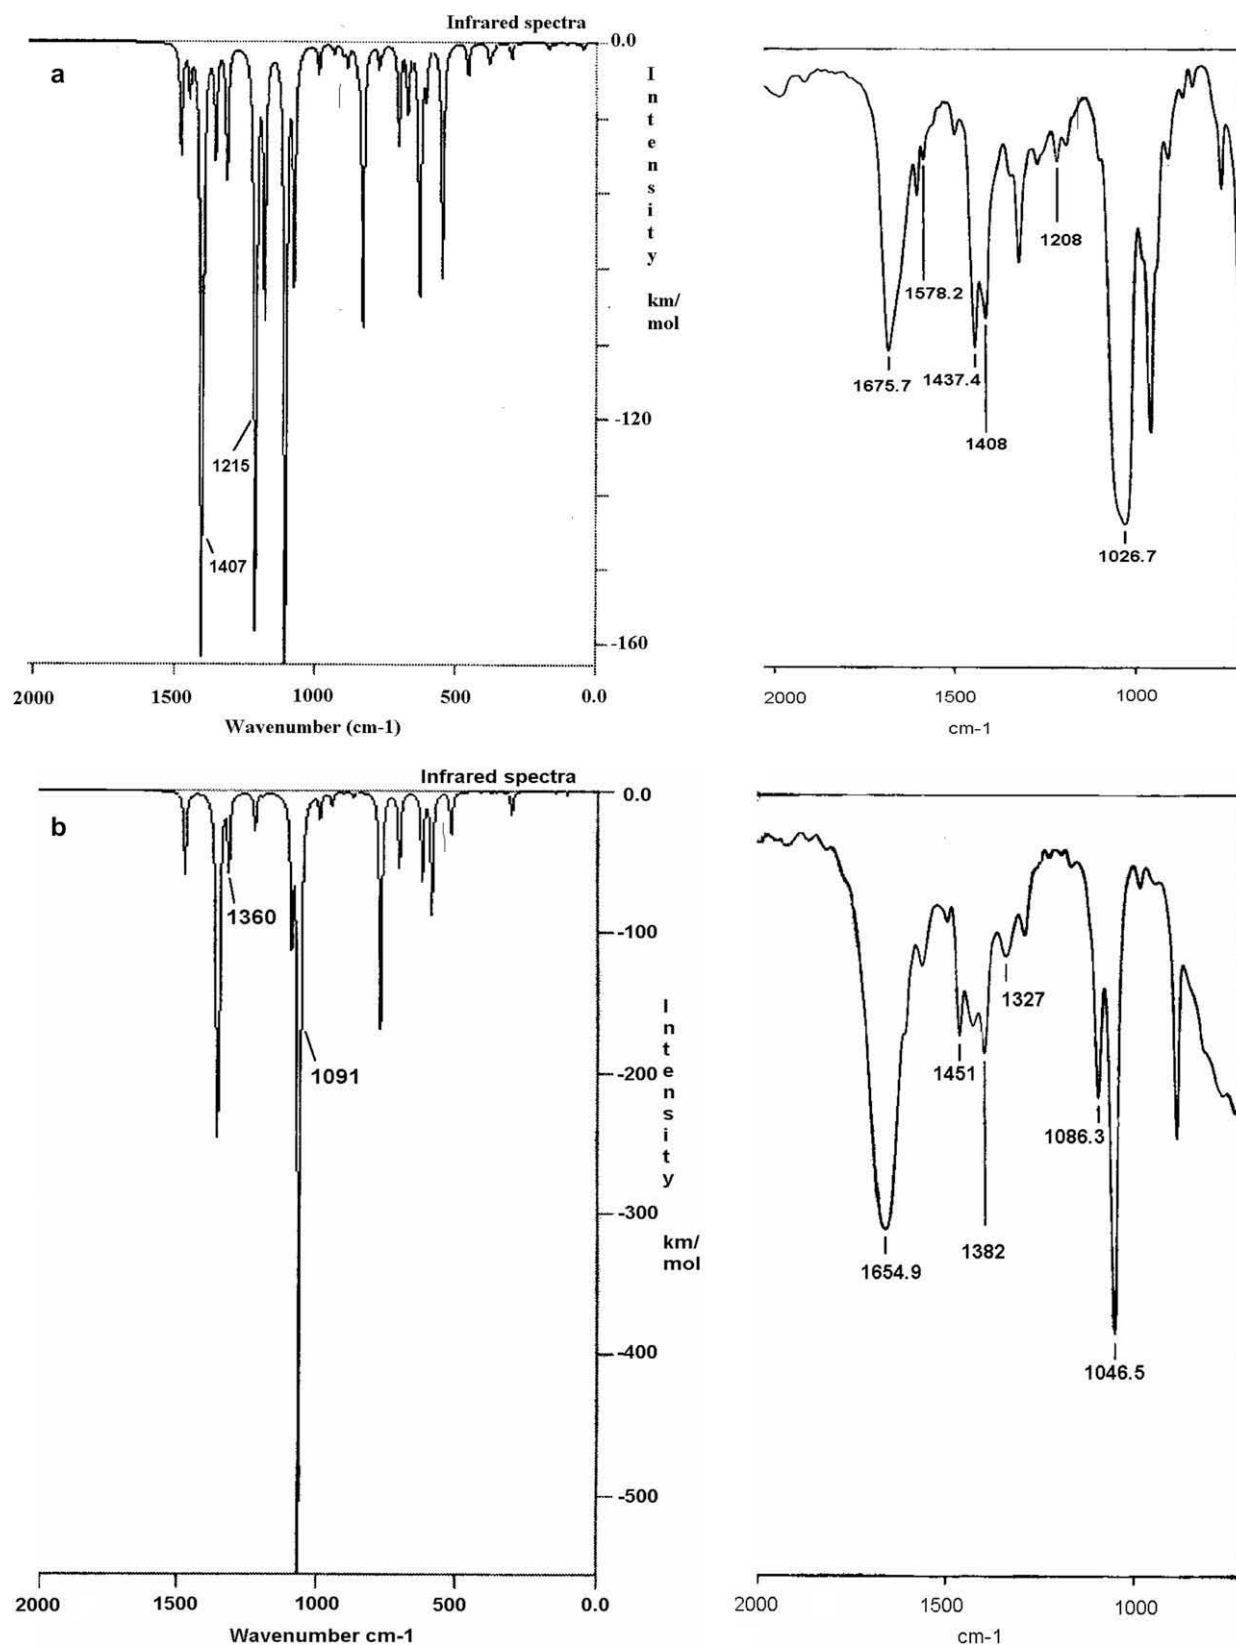 Infrared spectra
a
0.0
I
n
t
e
n
s
i
t
y
km/
mol
-120
1215
1407
-160
2000 1500 1000 500 0.0
Wavenumber (cm-1)
1208
1578.2
1675.7 1437.4
1408
1026.7
2000 1500 1000
cm-1
Infrared spectra
b
0.0
1360
-100
1091
-200
I
n
t
e
n
s
i
t
y
-300
km/
mol
-400
-500
2000 1500 1000 500 0.0
Wavenumber cm-1
1327
1451
1086.3
1382
1654.9
1046.5
2000 1500 1000
cm-1